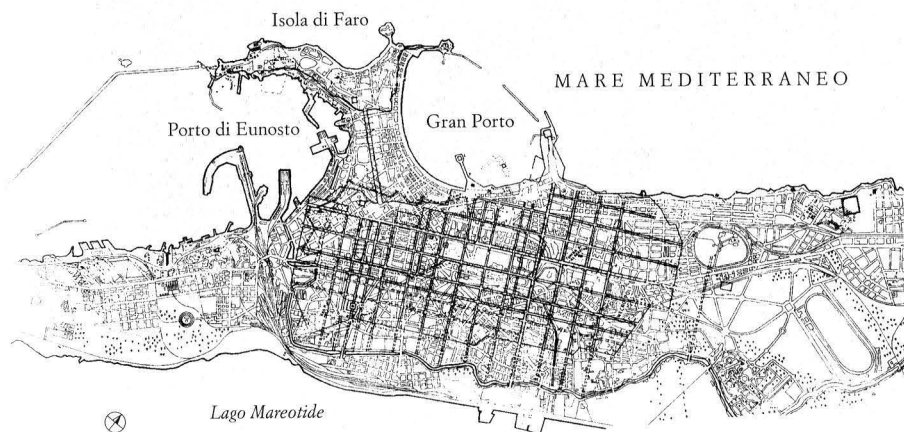 Isola di Faro
MARE MEDITERRANEO
Porto di Eunosto
Gran Porto
Lago Mareotide